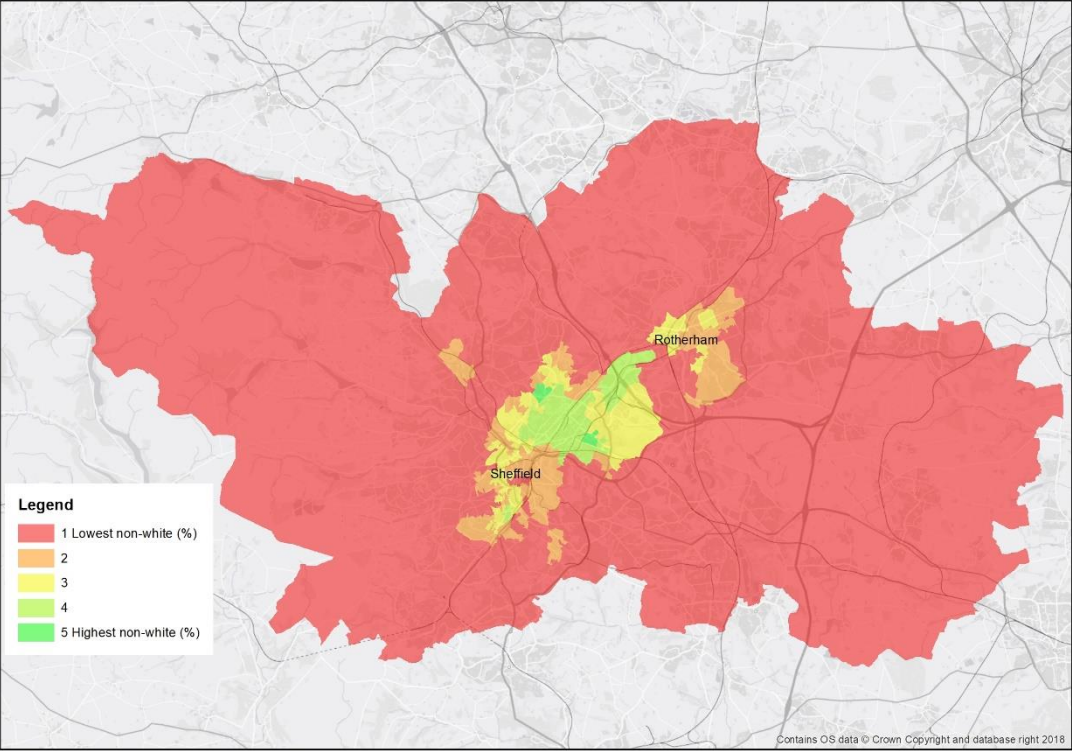 Rotherham
Sheffield
Legend
1 Lowest non-white (%)
2
3
4
5 Highest non-white (%)
Contains OS data © Crown Copyright and database right 2018